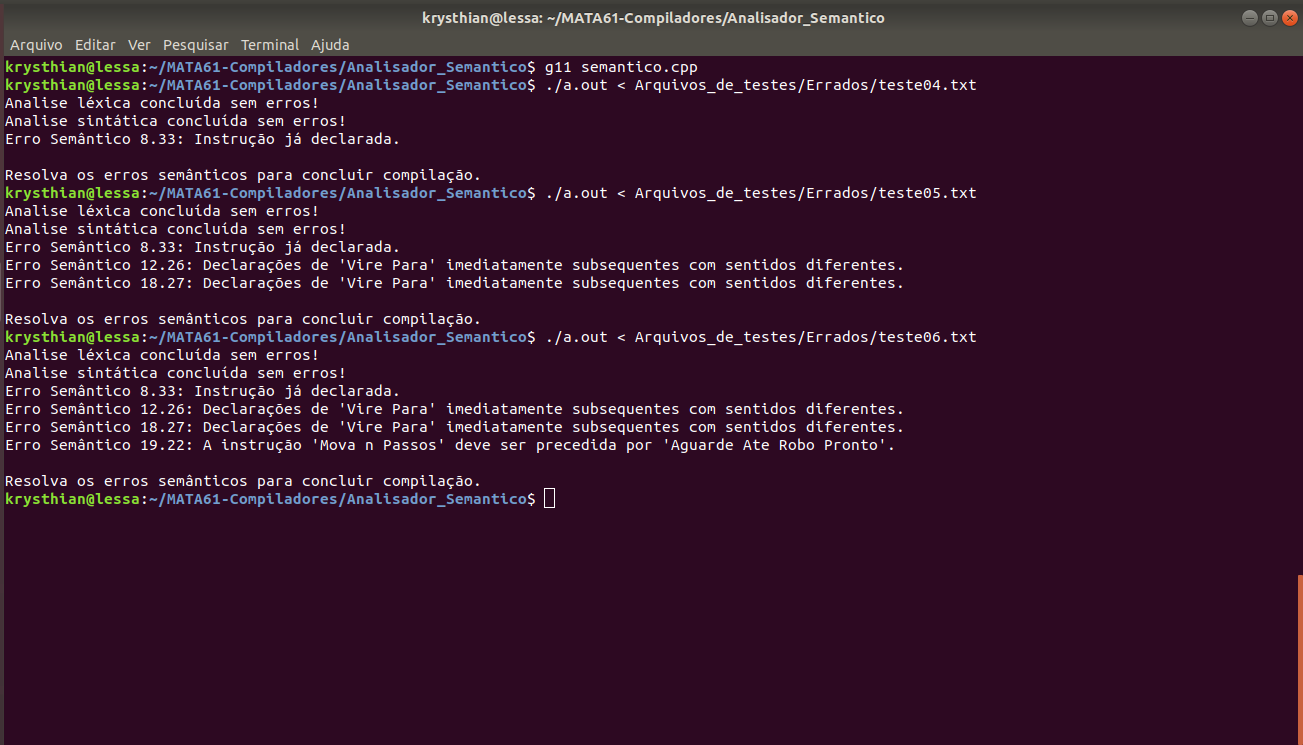 krysthian@lessa: ~/MATA61-Compiladores/Analisador_Semantico
Arquivo Editar Ver Pesquisar Terminal Ajuda
krysthian@lessa:~/MATA61-Compiladores/Analisador_Semantico$ g11 semantico.cpp
krysthian@lessa:~/MATA61-Compiladores/Analisador_Semantico$ ./a.out < Arquivos_de_testes/Errados/teste04.txt
Analise léxica concluída sem erros!
Analise sintática concluída sem erros!
Erro Semântico 8.33: Instrução já declarada.

Resolva os erros semânticos para concluir compilação.
krysthian@lessa:~/MATA61-Compiladores/Analisador_Semantico$ ./a.out < Arquivos_de_testes/Errados/teste05.txt
Analise léxica concluída sem erros!
Analise sintática concluída sem erros!
Erro Semântico 8.33: Instrução já declarada.
Erro Semântico 12.26: Declarações de 'Vire Para' imediatamente subsequentes com sentidos diferentes.
Erro Semântico 18.27: Declarações de 'Vire Para' imediatamente subsequentes com sentidos diferentes.

Resolva os erros semânticos para concluir compilação.
krysthian@lessa:~/MATA61-Compiladores/Analisador_Semantico$ ./a.out < Arquivos_de_testes/Errados/teste06.txt
Analise léxica concluída sem erros!
Analise sintática concluída sem erros!
Erro Semântico 8.33: Instrução já declarada.
Erro Semântico 12.26: Declarações de 'Vire Para' imediatamente subsequentes com sentidos diferentes.
Erro Semântico 18.27: Declarações de 'Vire Para' imediatamente subsequentes com sentidos diferentes.
Erro Semântico 19.22: A instrução 'Mova n Passos' deve ser precedida por 'Aguarde Ate Robo Pronto'.

Resolva os erros semânticos para concluir compilação.
krysthian@lessa:~/MATA61-Compiladores/Analisador_Semantico$